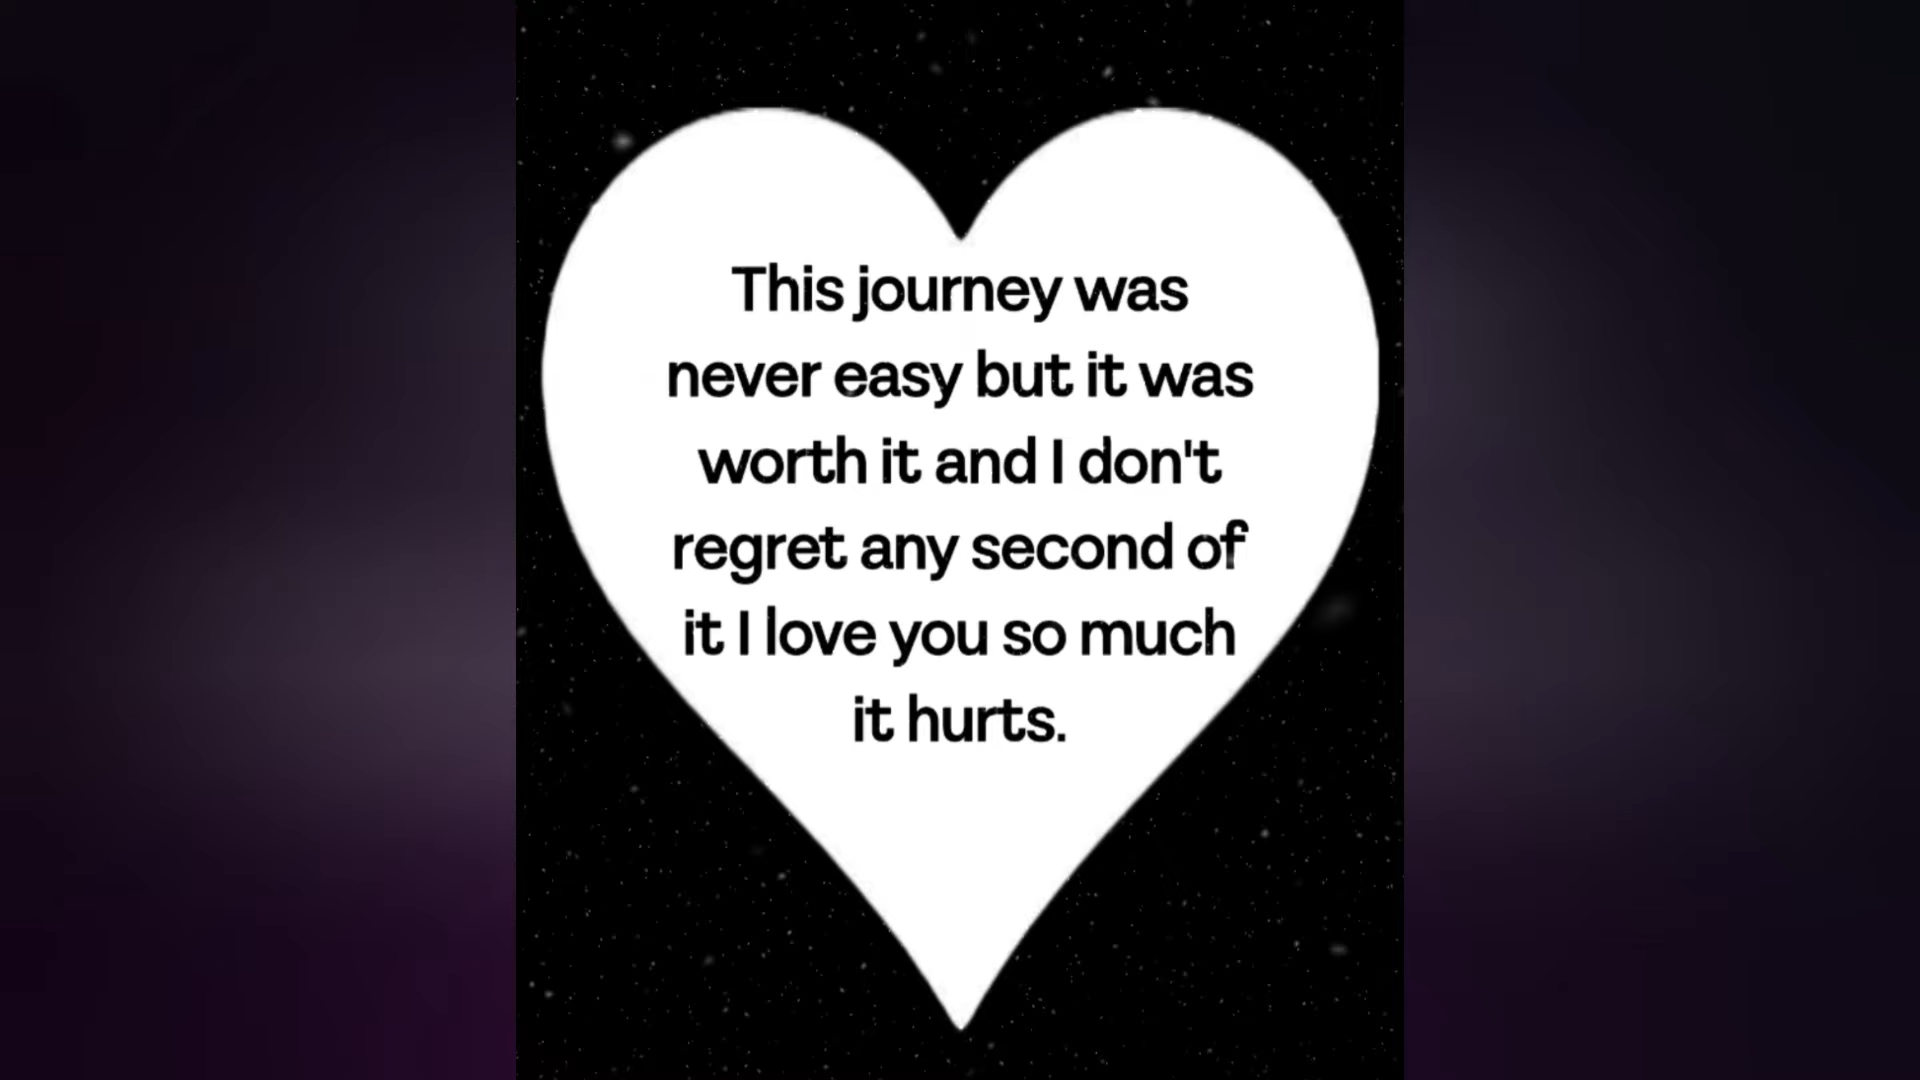 This journey was
never easy but it was
worth it and I don't
regret any second of
it I love you so much
it hurts.